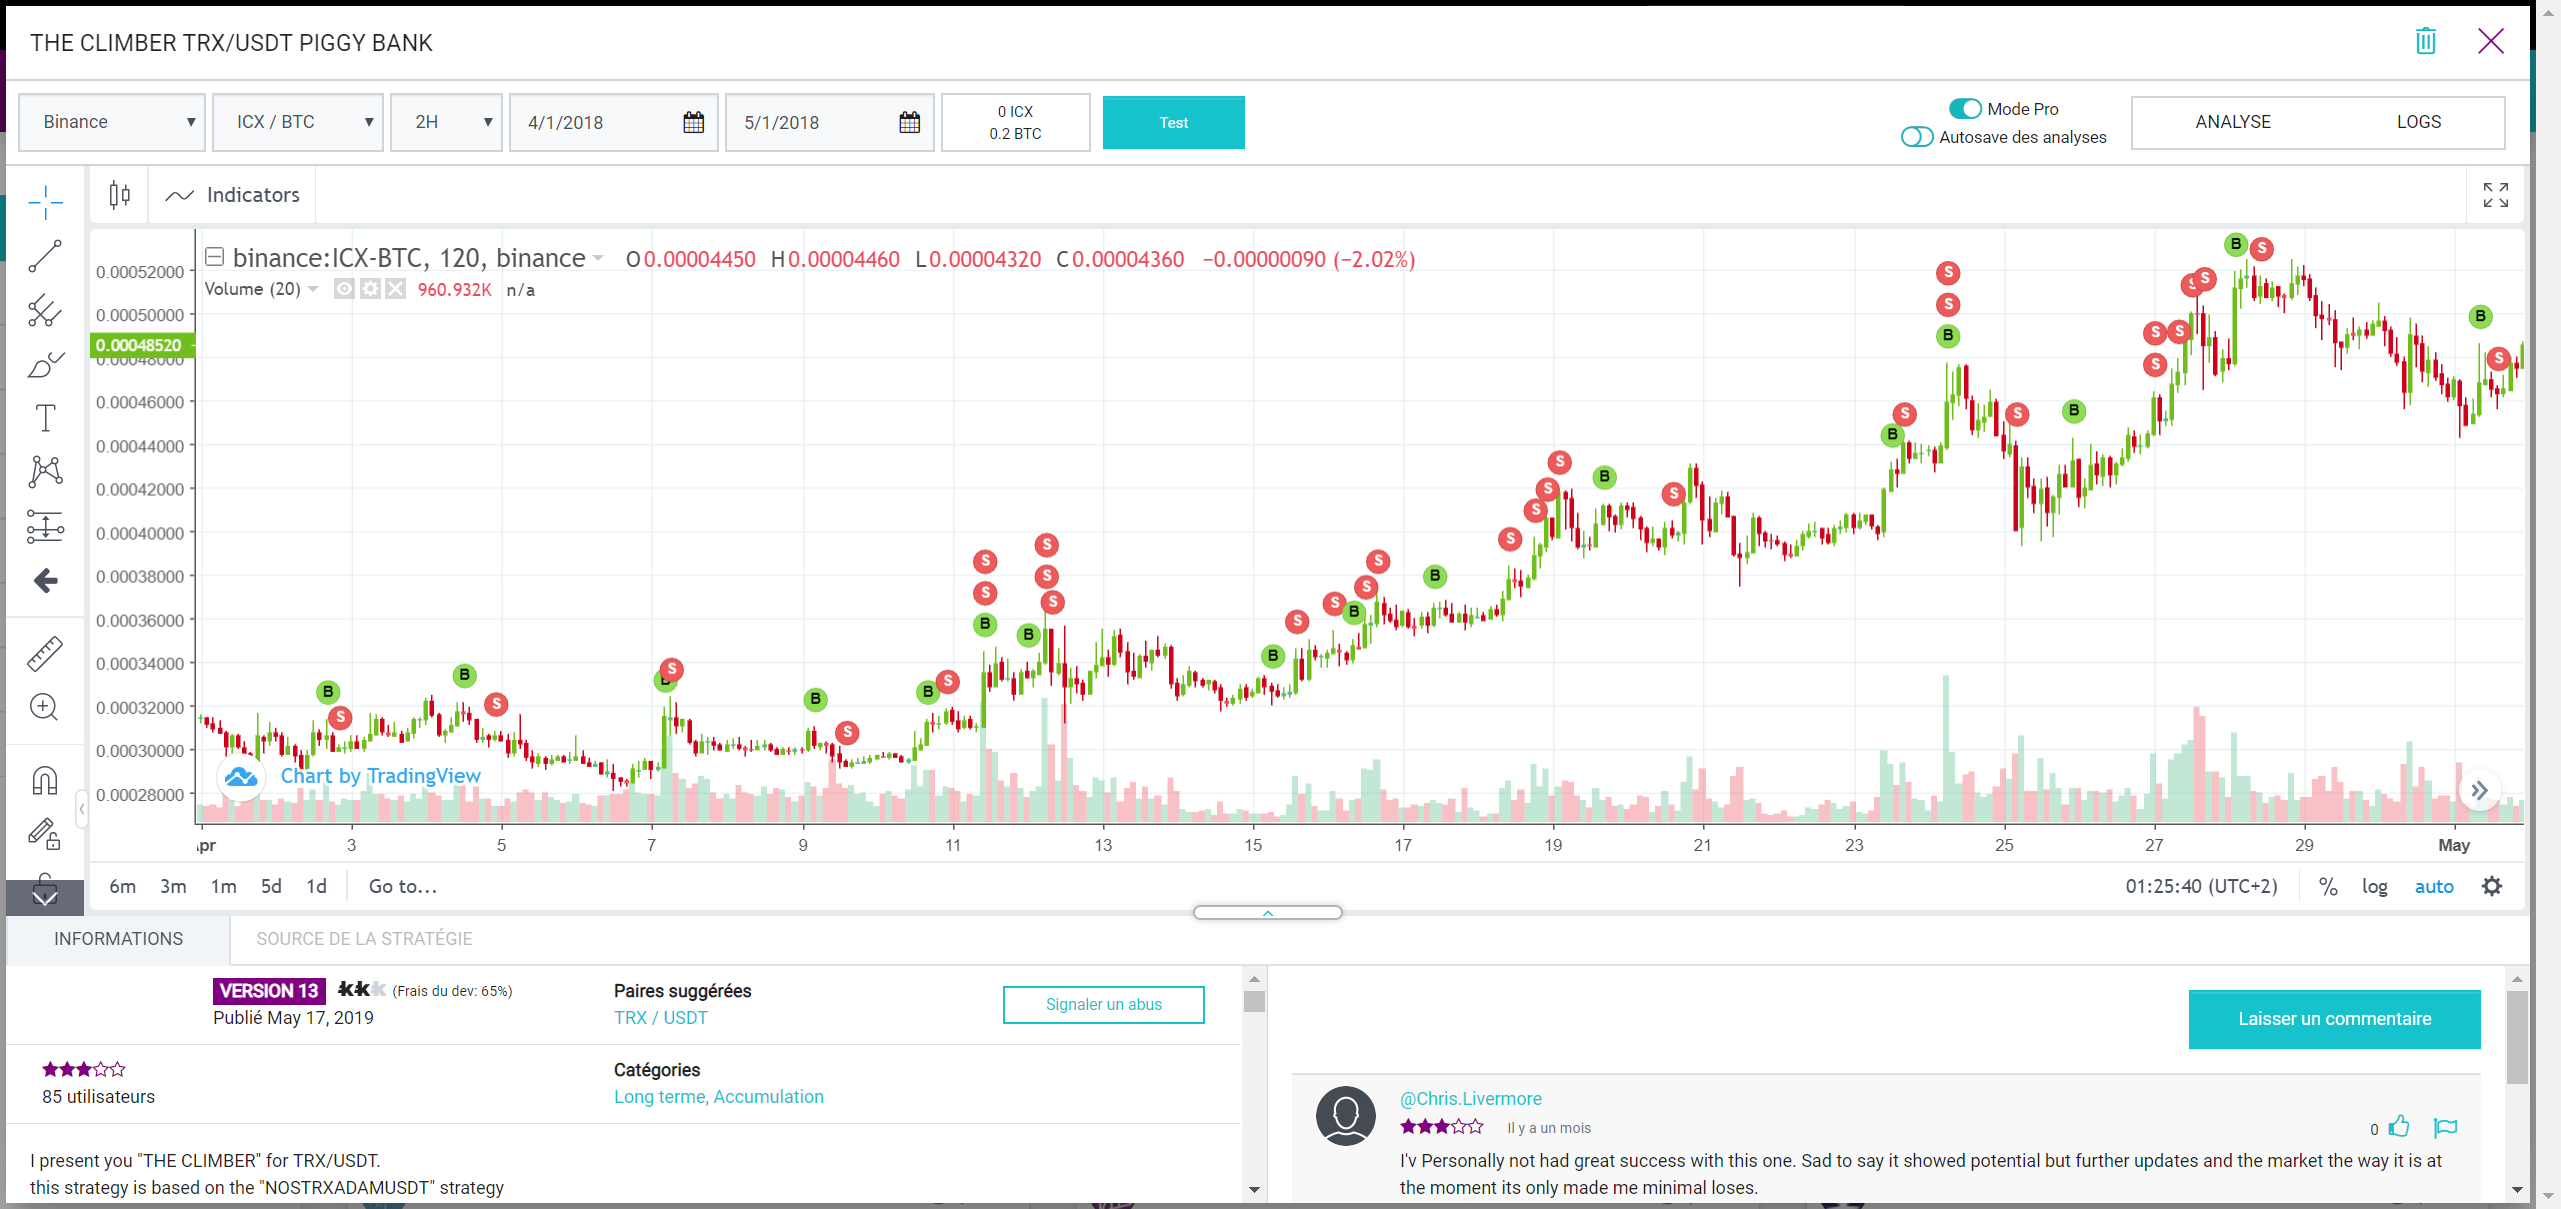 THE CLIMBER TRX/USDT PIGGY BANK
Binance
ICX / BTC
2H
4/1/2018
5/1/2018
0 ICX
0.2 BTC
Test
Mode Pro
Autosave des analyses
ANALYSE
LOGS
Indicators
binance:ICX-BTC, 120, binance
O0.00004450 H0.00004460 L0.00004320 C0.00004360 −0.00000090 (−2.02%)
Volume (20)
960.932K n/a
0.00052000
0.00050000
0.00048520
0.00048000
0.00046000
0.00044000
0.00042000
0.00040000
0.00038000
0.00036000
0.00034000
0.00032000
0.00030000
0.00028000
Chart by TradingView
3
5
7
9
11
13
15
17
19
21
23
25
27
29
May
6m
3m
1m
5d
1d
Go to...
01:25:40 (UTC+2)
%
log
auto
INFORMATIONS
SOURCE DE LA STRATÉGIE
VERSION 13
(Frais du dev: 65%)
Publié May 17, 2019
Paires suggérées
TRX / USDT
Signaler un abus
85 utilisateurs
Catégories
Long terme, Accumulation
I present you "THE CLIMBER" for TRX/USDT.
this strategy is based on the "NOSTRXADAMUSDT" strategy
Laisser un commentaire
@Chris.Livermore
Il y a un mois
0
I'v Personally not had great success with this one. Sad to say it showed potential but further updates and the market the way it is at
the moment its only made me minimal loses.